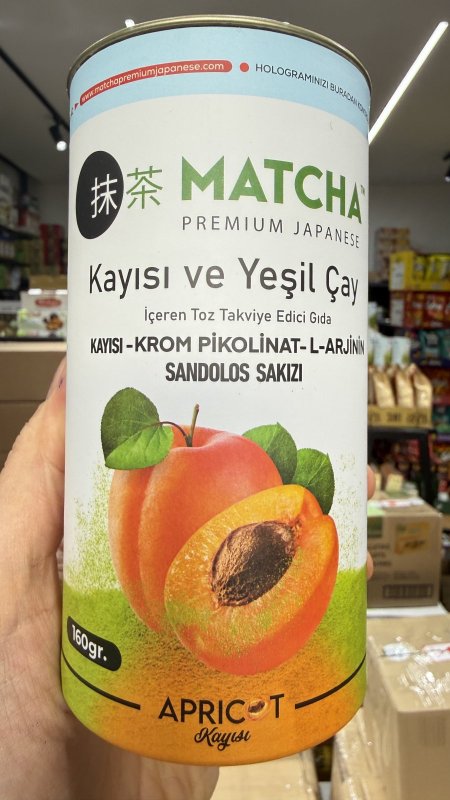 www.matchapremiumjapanese.com
HOLOGRAMINIZI BURADAN
抹茶 MATCHA™
PREMIUM JAPANESE
Kayısı ve Yeşil Çay
İçeren Toz Takviye Edici Gıda
KAYISI -KROM PİKOLİNAT- L-ARJİNİN
SANDOLOS SAKIZI
160gr.
APRICOT
Kayısı